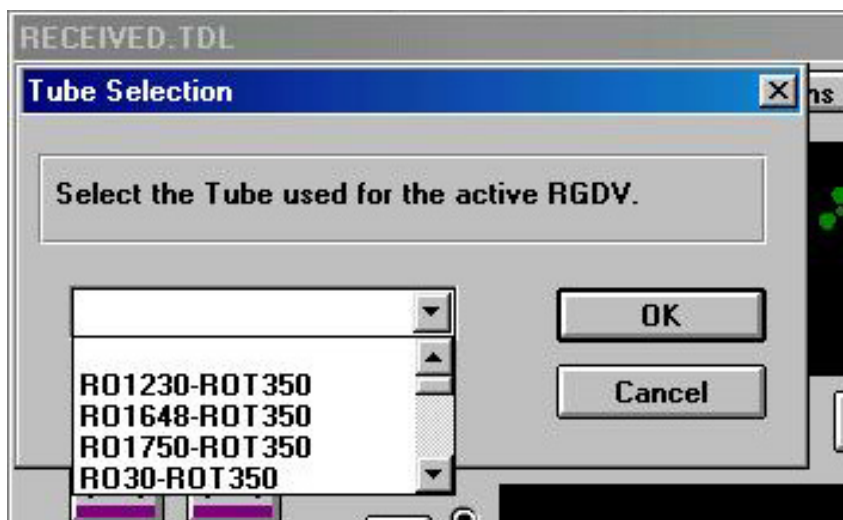 RECEIVED.TDL
Tube Selection
ns
Select the Tube used for the active RGDV.
OK
RO1230-ROT350
RO1648-ROT350
RO1750-ROT350
RO30-ROT350
Cancel